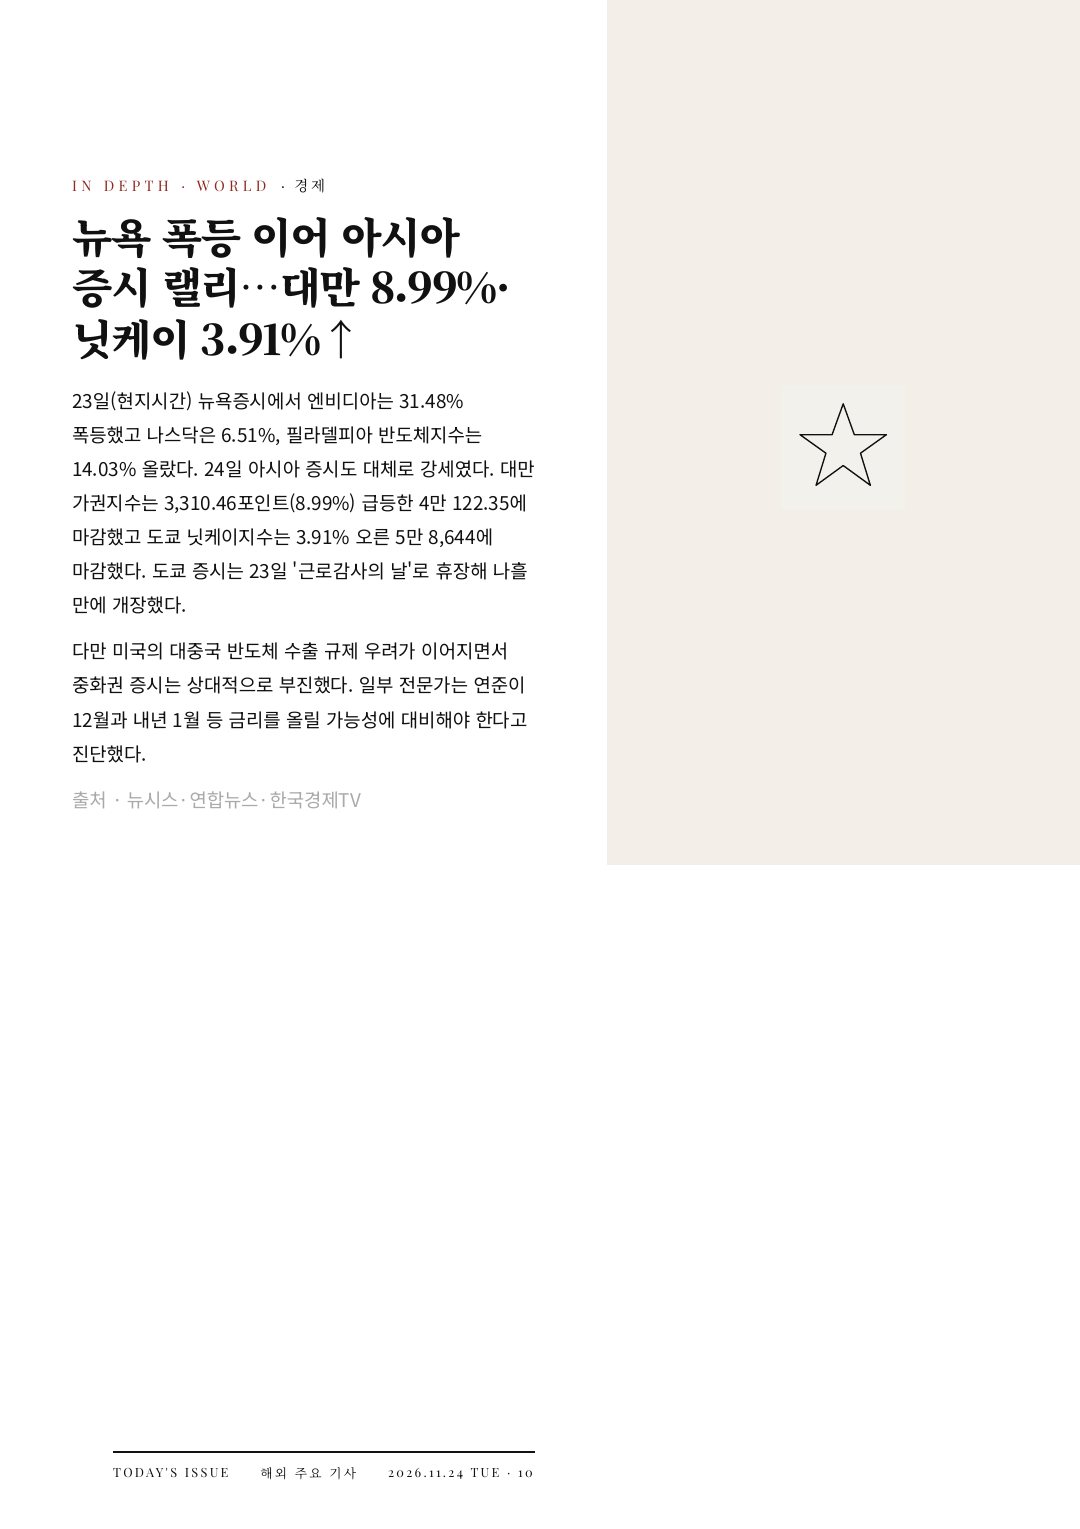 IN DEPTH · WORLD · 경제
뉴욕 폭등 이어 아시아
증시 랠리…대만 8.99%·
닛케이 3.91%↑
23일(현지시간) 뉴욕증시에서 엔비디아는 31.48%
폭등했고 나스닥은 6.51%, 필라델피아 반도체지수는
14.03% 올랐다. 24일 아시아 증시도 대체로 강세였다. 대만
가권지수는 3,310.46포인트(8.99%) 급등한 4만 122.35에
마감했고 도쿄 닛케이지수는 3.91% 오른 5만 8,644에
마감했다. 도쿄 증시는 23일 '근로감사의 날'로 휴장해 나흘
만에 개장했다.
다만 미국의 대중국 반도체 수출 규제 우려가 이어지면서
중화권 증시는 상대적으로 부진했다. 일부 전문가는 연준이
12월과 내년 1월 등 금리를 올릴 가능성에 대비해야 한다고
진단했다.
출처 · 뉴시스·연합뉴스·한국경제TV
TODAY'S ISSUE 해외 주요 기사 2026.11.24 TUE · 10